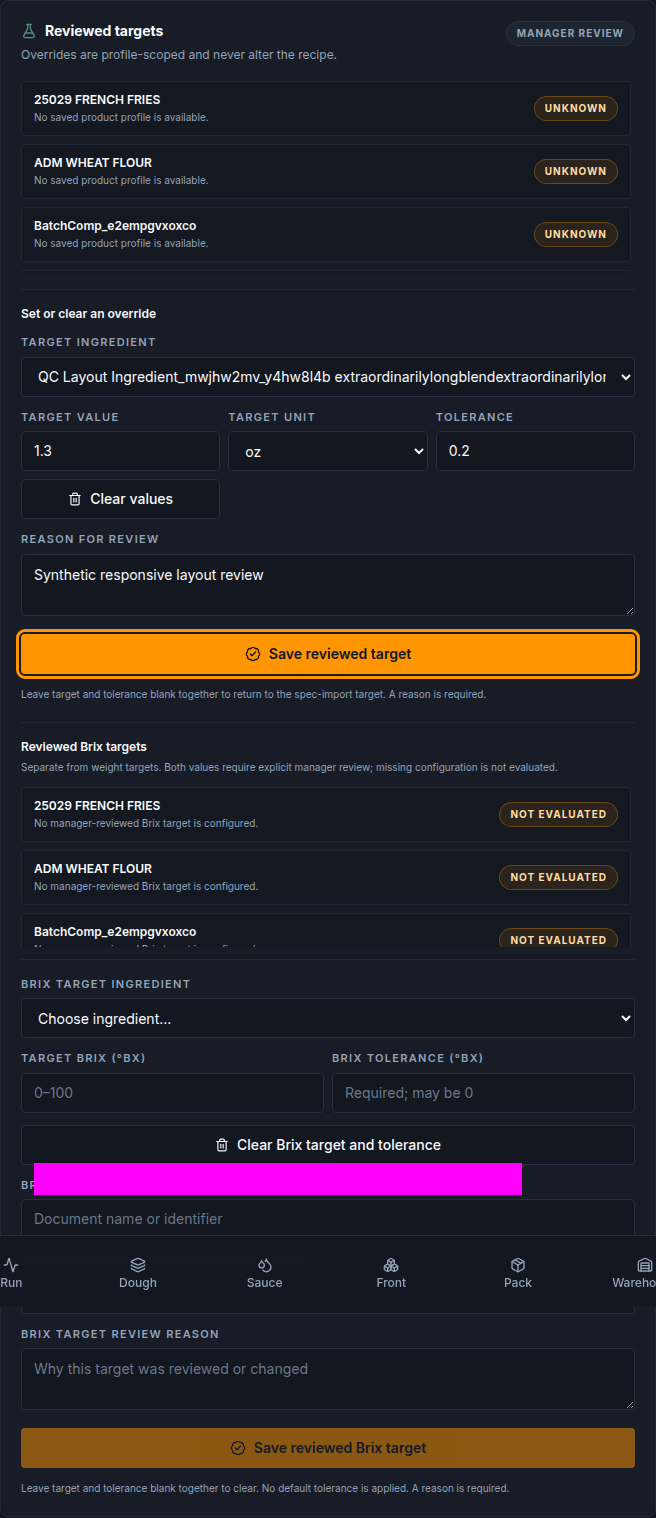 Reviewed targets
MANAGER REVIEW
Overrides are profile-scoped and never alter the recipe.
25029 FRENCH FRIES
No saved product profile is available.
UNKNOWN
ADM WHEAT FLOUR
No saved product profile is available.
UNKNOWN
BatchComp_e2empgvxoxco
No saved product profile is available.
UNKNOWN
Set or clear an override
TARGET INGREDIENT
QC Layout Ingredient_mwjhw2mv_y4hw8l4b extraordinarilylongblendextraordinarilylor
TARGET VALUE TARGET UNIT TOLERANCE
1.3 oz 0.2
Clear values
REASON FOR REVIEW
Synthetic responsive layout review
Save reviewed target
Leave target and tolerance blank together to return to the spec-import target. A reason is required.
Reviewed Brix targets
Separate from weight targets. Both values require explicit manager review; missing configuration is not evaluated.
25029 FRENCH FRIES
No manager-reviewed Brix target is configured.
NOT EVALUATED
ADM WHEAT FLOUR
No manager-reviewed Brix target is configured.
NOT EVALUATED
BatchComp_e2empgvxoxco
NOT EVALUATED
BRIX TARGET INGREDIENT
Choose ingredient...
TARGET BRIX (°BX) BRIX TOLERANCE (°BX)
0–100 Required; may be 0
Clear Brix target and tolerance
Document name or identifier
Run Dough Sauce Front Pack Wareho
BRIX TARGET REVIEW REASON
Why this target was reviewed or changed
Save reviewed Brix target
Leave target and tolerance blank together to clear. No default tolerance is applied. A reason is required.